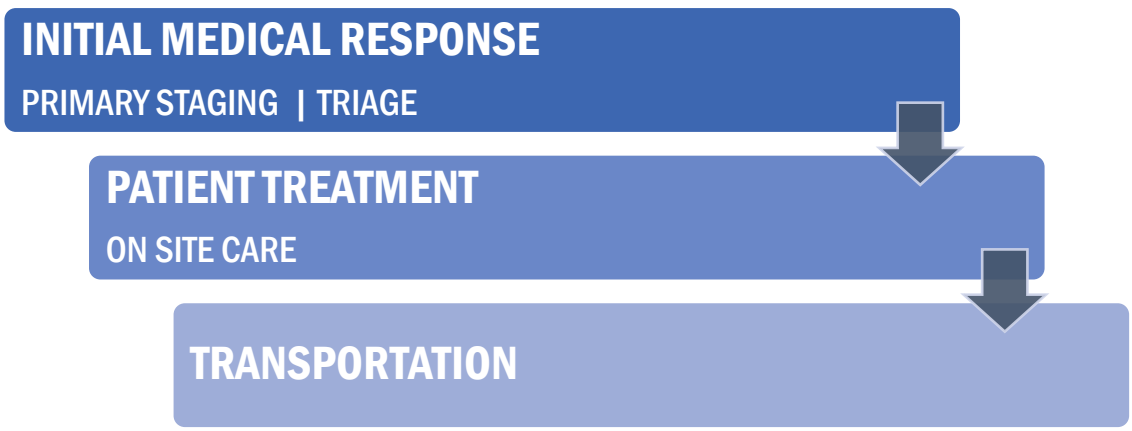 INITIAL MEDICAL RESPONSE
PRIMARY STAGING | TRIAGE
PATIENT TREATMENT
ON SITE CARE
TRANSPORTATION